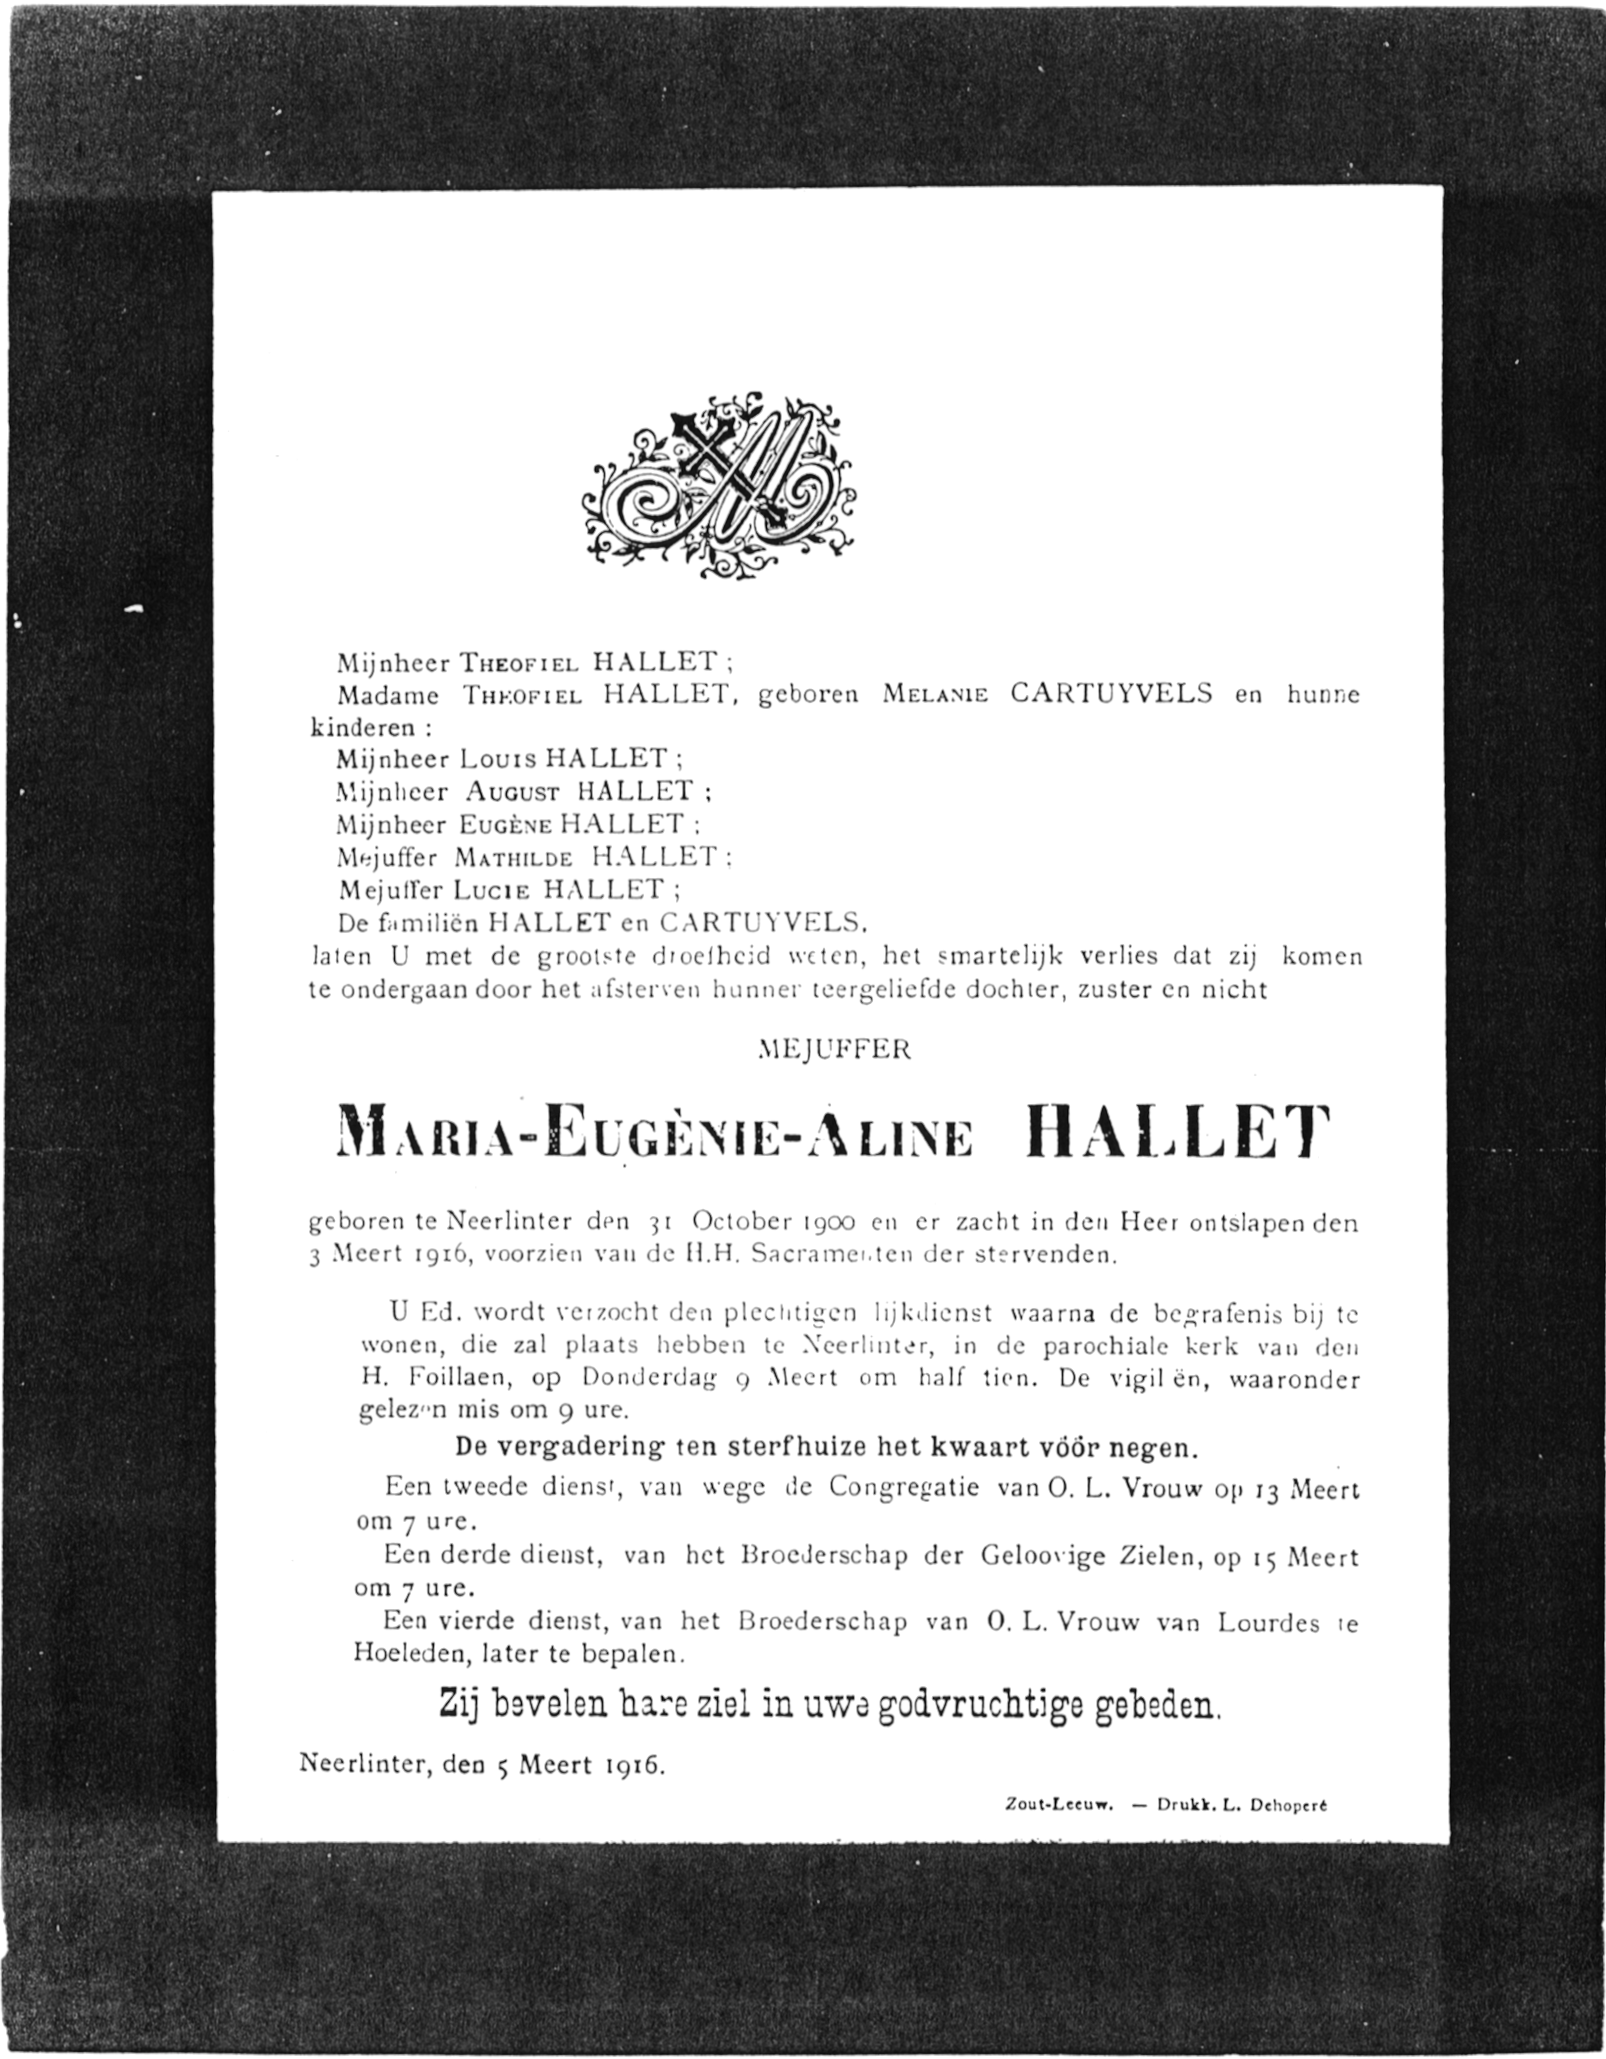 M
Mijnheer THEOFIEL HALLET ;
Madame THEOFIEL HALLET, geboren MELANIE CARTUYVELS en hunne
kinderen :
Mijnheer LOUIS HALLET ;
Mijnheer AUGUST HALLET ;
Mijnheer EUGÈNE HALLET ;
Mejuffer MATHILDE HALLET ;
Mejuffer LUCIE HALLET ;
De familiën HALLET en CARTUYVELS,
laten U met de grootste droefheid weten, het smartelijk verlies dat zij komen
te ondergaan door het afsterven hunner teergeliefde dochter, zuster en nicht
MEJUFFER
MARIA-EUGÈNIE-ALINE HALLET
geboren te Neerlinter den 31 October 1900 en er zacht in den Heer ontslapen den
3 Meert 1916, voorzien van de H.H. Sacramenten der stervenden.
U Ed. wordt verzocht den plechtigen lijkdienst waarna de begrafenis bij te
wonen, die zal plaats hebben te Neerlinter, in de parochiale kerk van den
H. Foillaen, op Donderdag 9 Meert om half tien. De vigiliën, waaronder
gelezen mis om 9 ure.
De vergadering ten sterfhuize het kwaart vöör negen.
Een tweede dienst, van wege de Congregatie van O. L. Vrouw op 13 Meert
om 7 ure.
Een derde dienst, van het Broederschap der Geloovige Zielen, op 15 Meert
om 7 ure.
Een vierde dienst, van het Broederschap van O. L. Vrouw van Lourdes te
Hoeleden, later te bepalen.
Zij bevelen hare ziel in uwe godvruchtige gebeden.
Neerlinter, den 5 Meert 1916.
Zout-Leeuw. — Drukk. L. Dehoperé